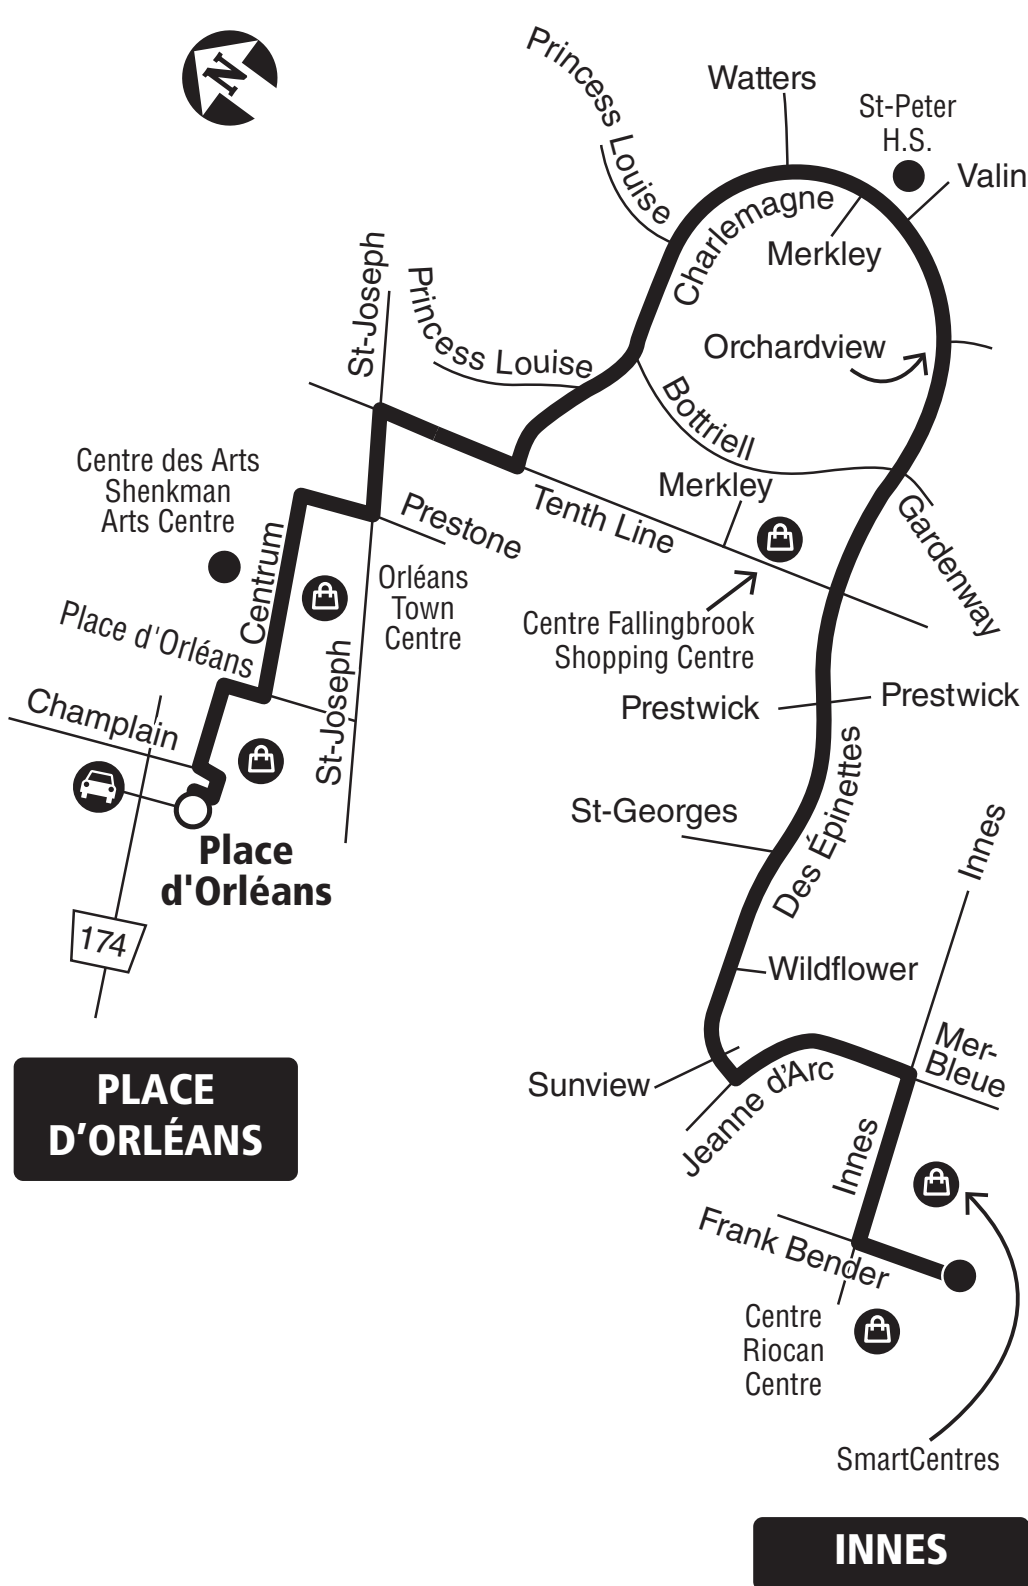 N
Princess Louise
Watters
St-Peter
H.S.
Valin
Charlemagne
Merkley
St-Joseph
Princess Louise
Orchardview
Bottriell
Centre des Arts
Shenkman
Arts Centre
Merkley
Prestone
Tenth Line
Gardenway
Centrum
Orléans
Town
Centre
Place d'Orléans
Centre Fallingbrook
Shopping Centre
St-Joseph
Prestwick
Prestwick
Champlain
Des Épinettes
St-Georges
Innes
Place
d'Orléans
174
Wildflower
Mer-
Bleue
Sunview
Jeanne d'Arc
PLACE
D'ORLÉANS
Innes
Frank Bender
Centre
Riocan
Centre
SmartCentres
INNES